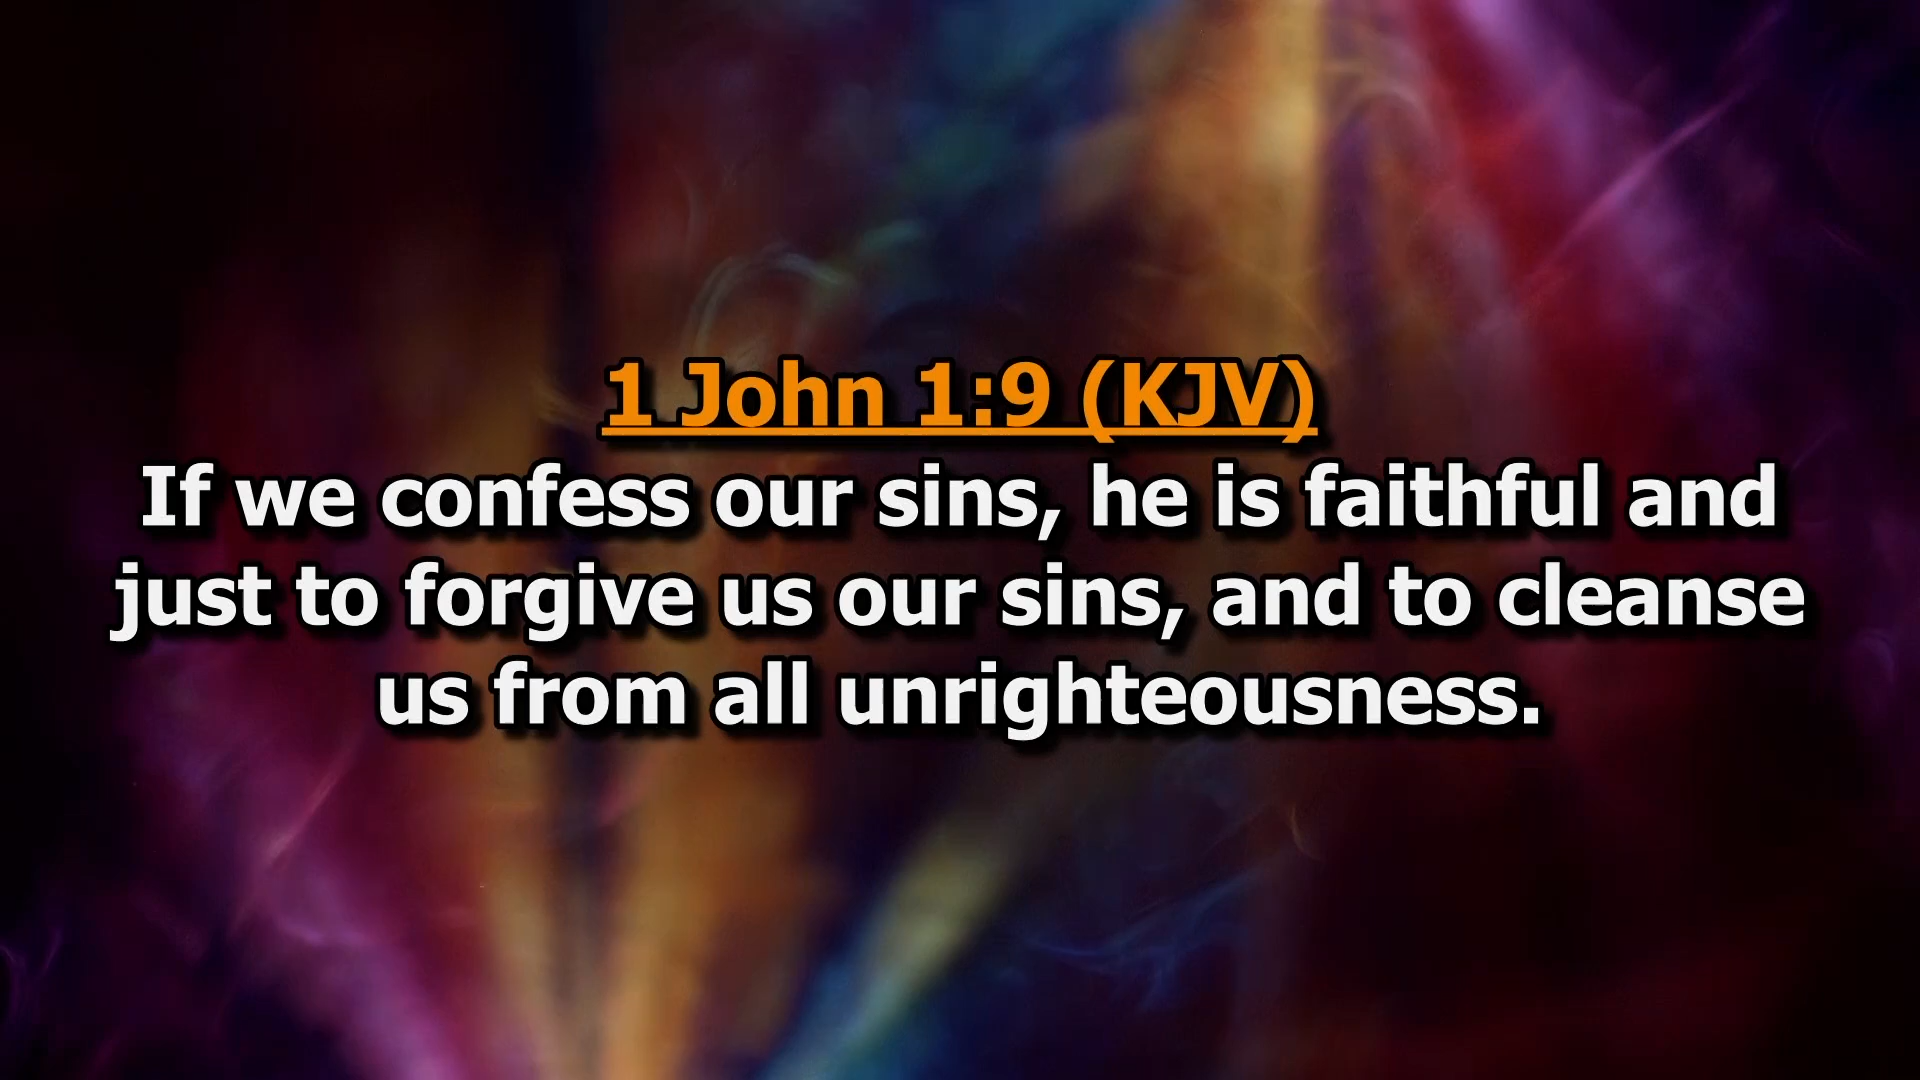 1 John 1:9 (KJV)
If we confess our sins, he is faithful and
just to forgive us our sins, and to cleanse
us from all unrighteousness.